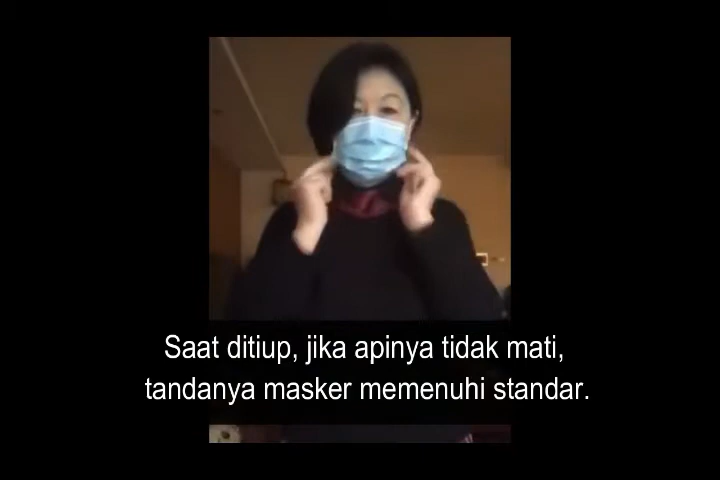 Saat ditiup, jika apinya tidak mati,
tandanya masker memenuhi standar.